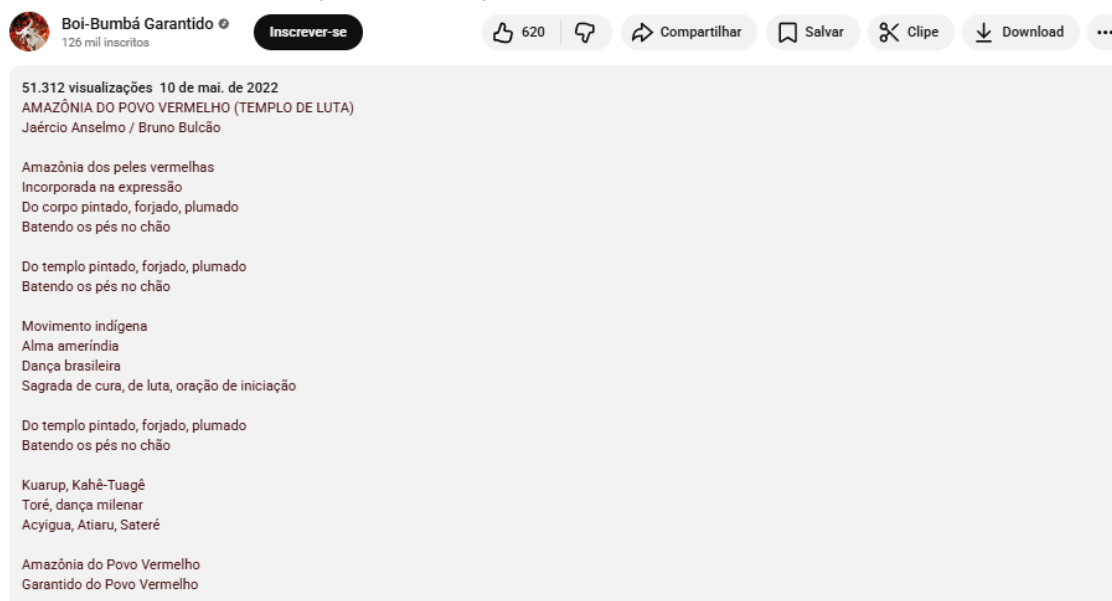 Boi-Bumbá Garantido
126 mil inscritos
Inscrever-se
620
Compartilhar
Salvar
Clipe
Download
51.312 visualizações 10 de mai. de 2022
AMAZÔNIA DO POVO VERMELHO (TEMPLO DE LUTA)
Jaércio Anselmo / Bruno Bulcão
Amazônia dos peles vermelhas
Incorporada na expressão
Do corpo pintado, forjado, plumado
Batendo os pés no chão
Do templo pintado, forjado, plumado
Batendo os pés no chão
Movimento indígena
Alma ameríndia
Dança brasileira
Sagrada de cura, de luta, oração de iniciação
Do templo pintado, forjado, plumado
Batendo os pés no chão
Kuarup, Kahê-Tuagê
Toré, dança milenar
Acyigua, Atiaru, Sateré
Amazônia do Povo Vermelho
Garantido do Povo Vermelho